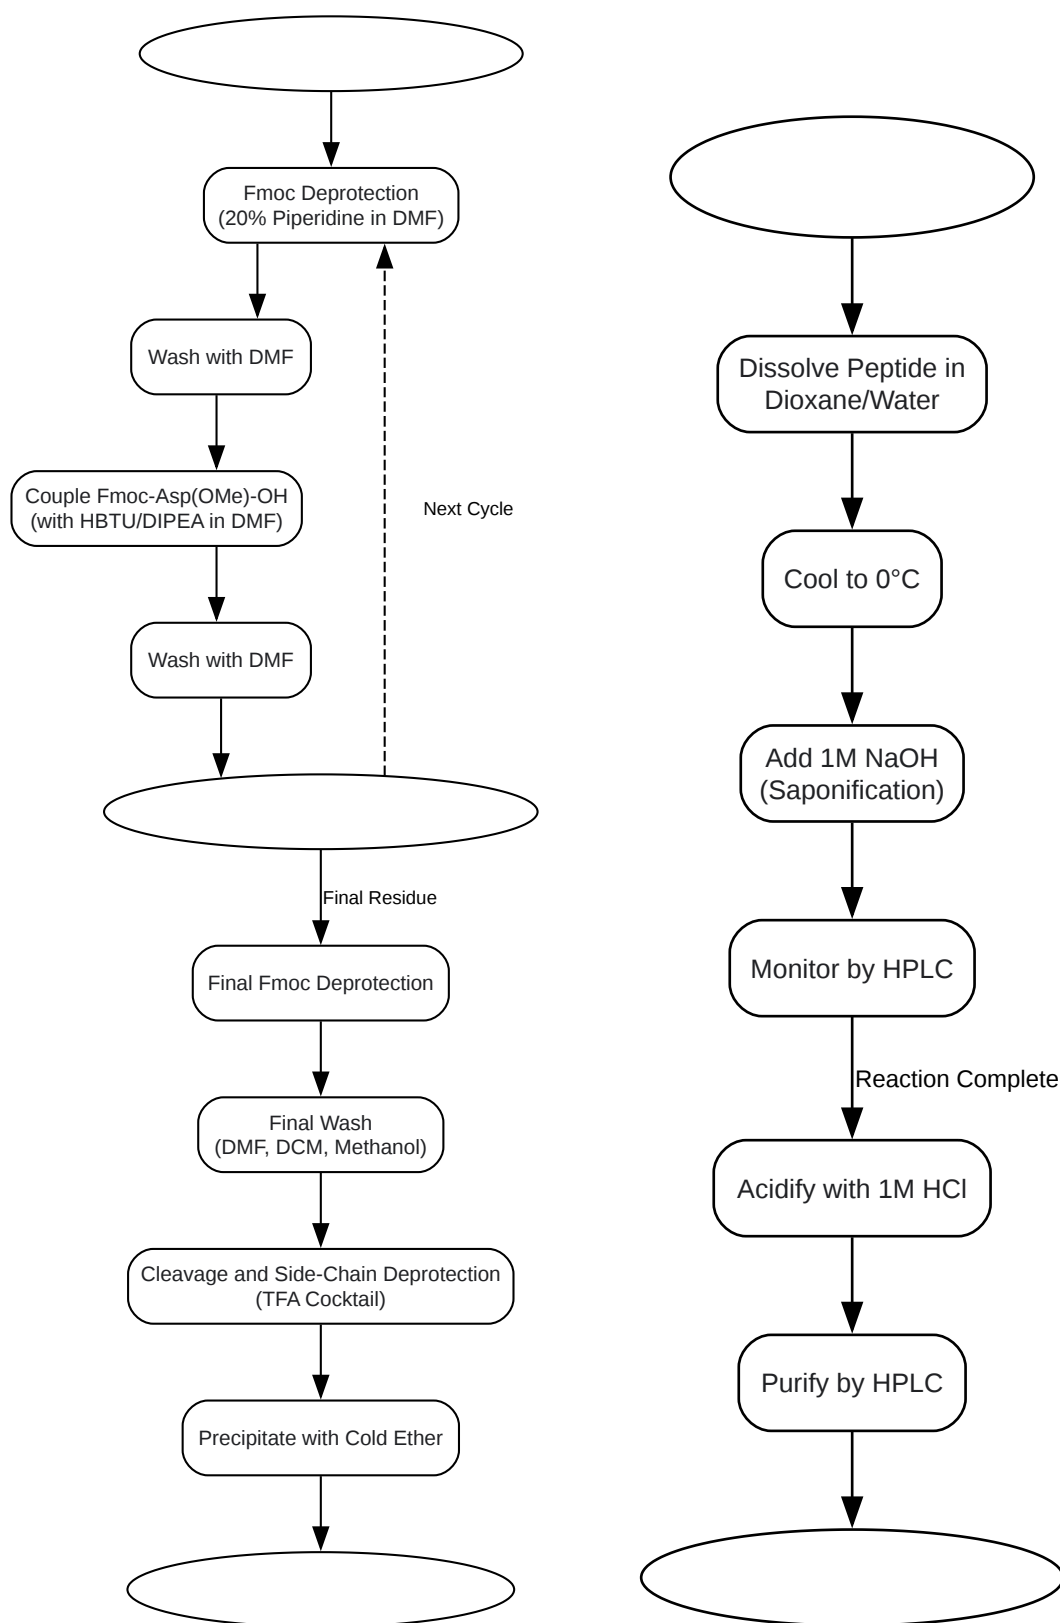 Fmoc Deprotection
(20% Piperidine in DMF)
Wash with DMF
Couple Fmoc-Asp(OMe)-OH
(with HBTU/DIPEA in DMF)
Next Cycle
Wash with DMF
Final Residue
Final Fmoc Deprotection
Final Wash
(DMF, DCM, Methanol)
Cleavage and Side-Chain Deprotection
(TFA Cocktail)
Precipitate with Cold Ether
Dissolve Peptide in
Dioxane/Water
Cool to 0°C
Add 1M NaOH
(Saponification)
Monitor by HPLC
Reaction Complete
Acidify with 1M HCl
Purify by HPLC